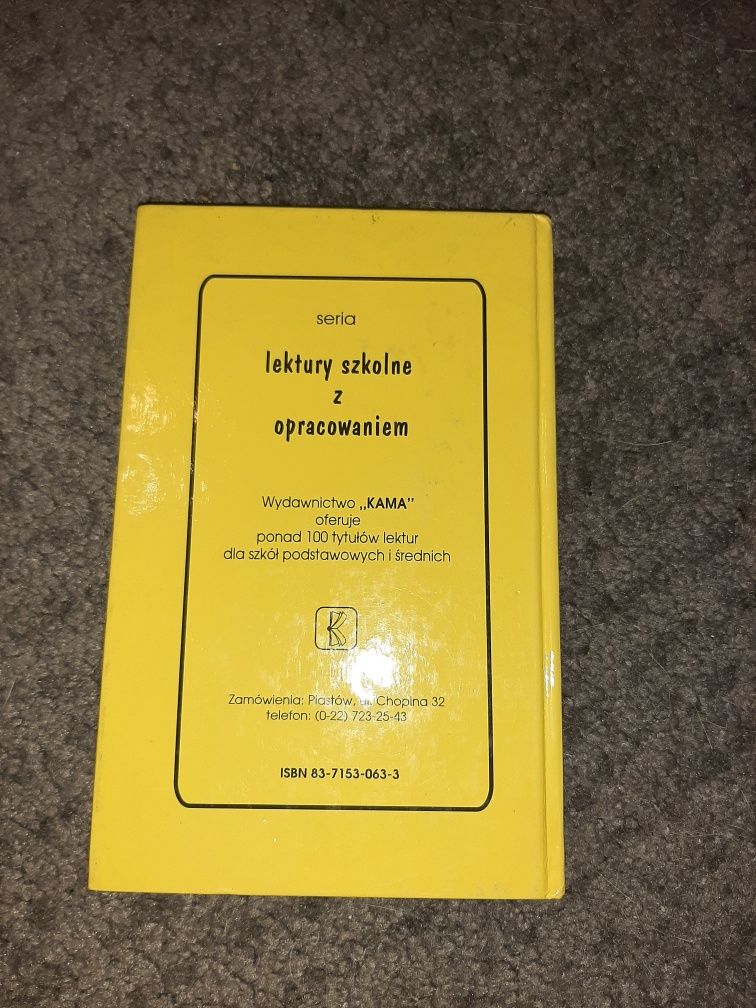 seria
lektury szkolne
z
opracowaniem
Wydawnictwo „KAMA”
oferuje
ponad 100 tytułów lektur
dla szkół podstawowych i średnich
K
Zamówienia: Piastów, ul. Chopina 32
telefon: (0-22) 723-25-43
ISBN 83-7153-063-3